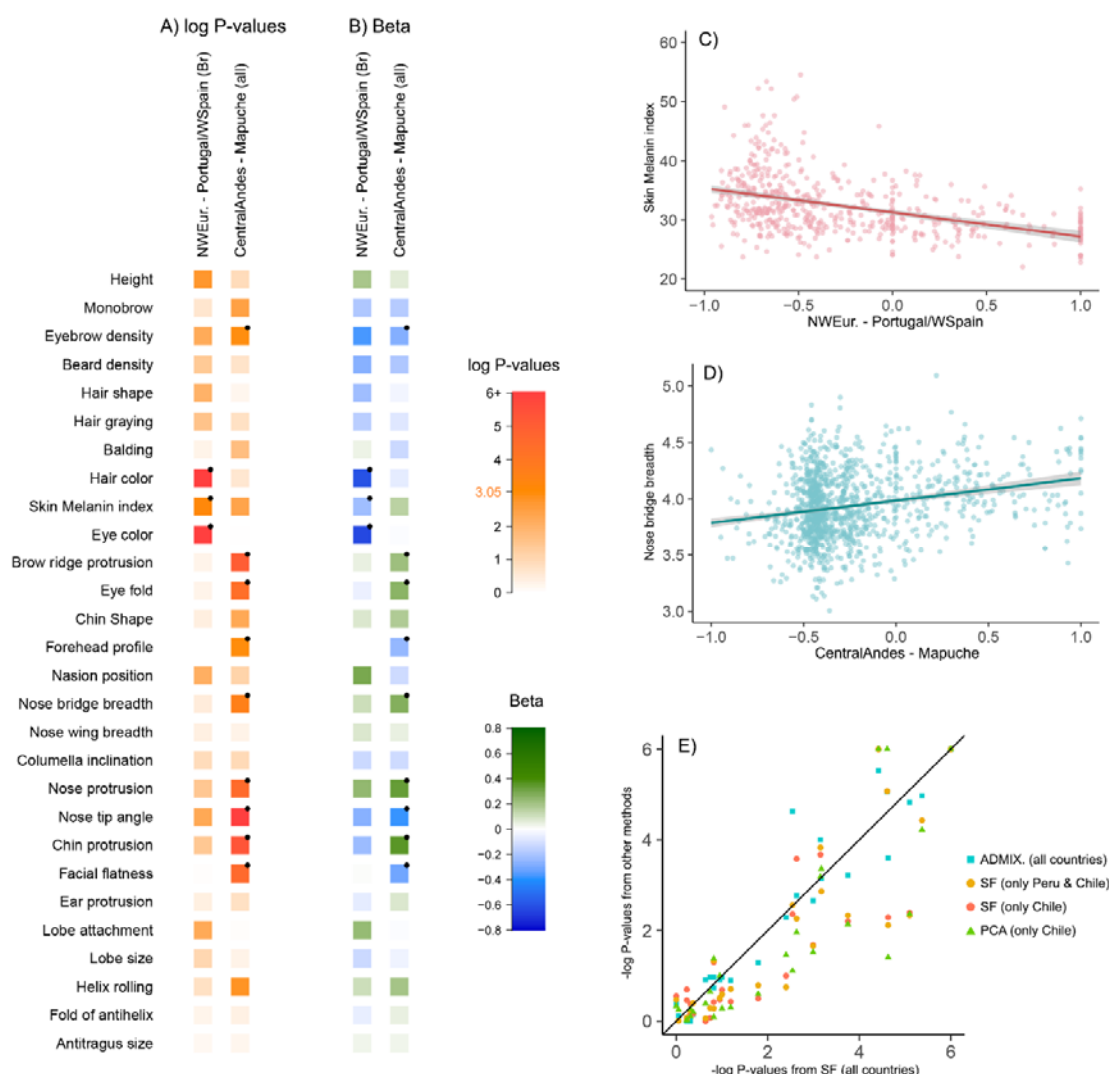 A) log P-values
B) Beta
NWEur. - Portugal/WSpain (Br)
CentralAndes - Mapuche (all)
NWEur. - Portugal/WSpain (Br)
CentralAndes - Mapuche (all)
Height
Monobrow
Eyebrow density
Beard density
Hair shape
Hair graying
Balding
Hair color
Skin Melanin index
Eye color
Brow ridge protrusion
Eye fold
Chin Shape
Forehead profile
Nasion position
Nose bridge breadth
Nose wing breadth
Columella inclination
Nose protrusion
Nose tip angle
Chin protrusion
Facial flatness
Ear protrusion
Lobe attachment
Lobe size
Helix rolling
Fold of antihelix
Antitragus size
log P-values
6+
5
4
3.05
2
1
0
Beta
0.8
0.6
0.4
0.2
0
−0.2
−0.4
−0.6
−0.8
C)
Skin Melanin index
60
50
40
30
20
−1.0
−0.5
0.0
0.5
1.0
NWEur. - Portugal/WSpain
D)
Nose bridge breadth
5.0
4.5
4.0
3.5
3.0
−1.0
−0.5
0.0
0.5
1.0
CentralAndes - Mapuche
E)
-log P-values from other methods
6
4
2
0
0
2
4
6
-log P-values from SF (all countries)
ADMIX. (all countries)
SF (only Peru & Chile)
SF (only Chile)
PCA (only Chile)